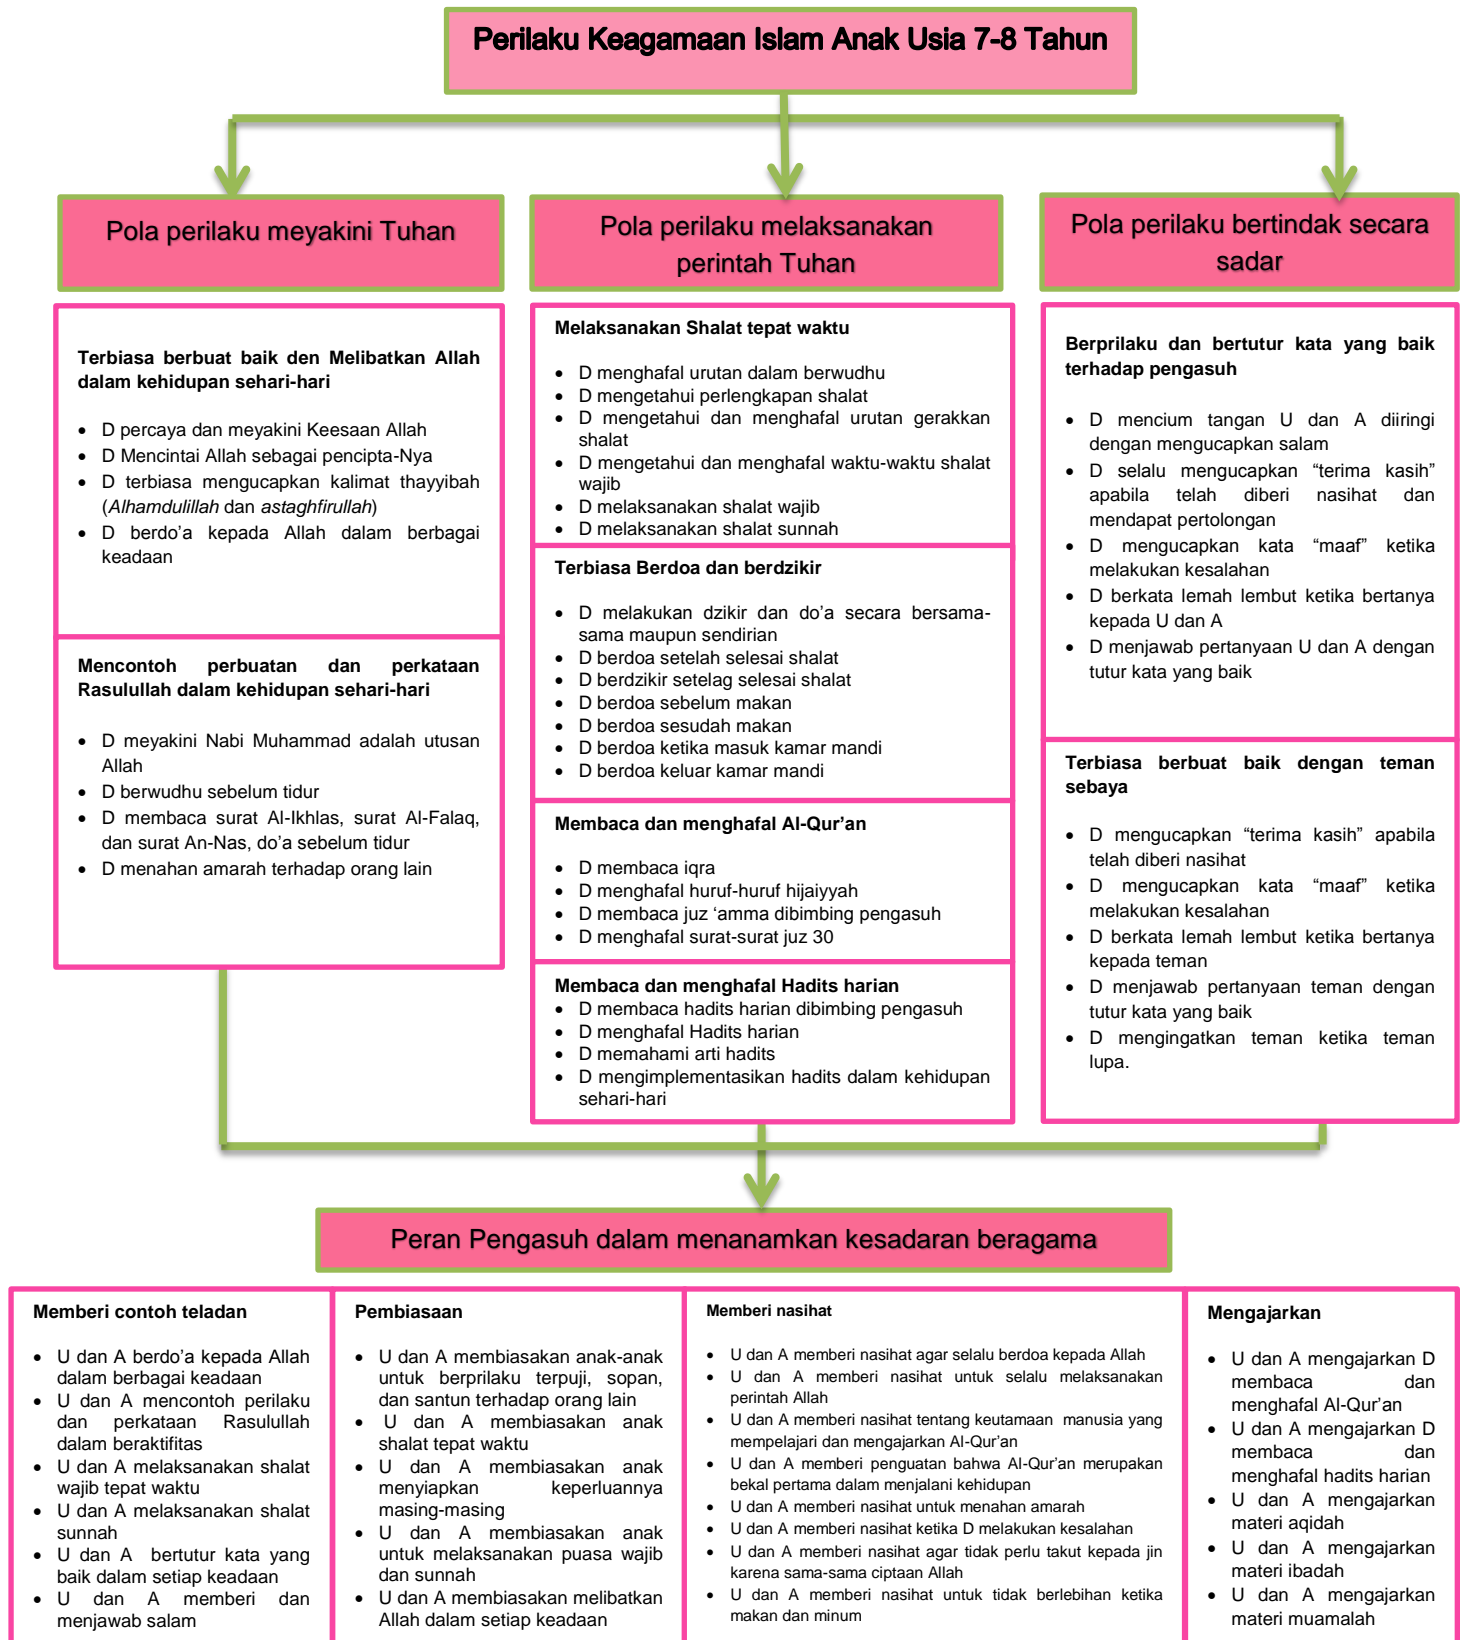 Perilaku Keagamaan Islam Anak Usia 7-8 Tahun
Pola perilaku meyakini Tuhan
Pola perilaku melaksanakan
perintah Tuhan
Pola perilaku bertindak secara
sadar
Terbiasa berbuat baik den Melibatkan Allah
dalam kehidupan sehari-hari
• D percaya dan meyakini Keesaan Allah
• D Mencintai Allah sebagai pencipta-Nya
• D terbiasa mengucapkan kalimat thayyibah
(Alhamdulillah dan astaghfirullah)
• D berdo’a kepada Allah dalam berbagai
keadaan
Mencontoh perbuatan dan perkataan
Rasulullah dalam kehidupan sehari-hari
• D meyakini Nabi Muhammad adalah utusan
Allah
• D berwudhu sebelum tidur
• D membaca surat Al-Ikhlas, surat Al-Falaq,
dan surat An-Nas, do’a sebelum tidur
• D menahan amarah terhadap orang lain
Melaksanakan Shalat tepat waktu
• D menghafal urutan dalam berwudhu
• D mengetahui perlengkapan shalat
• D mengetahui dan menghafal urutan gerakkan
shalat
• D mengetahui dan menghafal waktu-waktu shalat
wajib
• D melaksanakan shalat wajib
• D melaksanakan shalat sunnah
Terbiasa Berdoa dan berdzikir
• D melakukan dzikir dan do’a secara bersama-
sama maupun sendirian
• D berdoa setelah selesai shalat
• D berdzikir setelag selesai shalat
• D berdoa sebelum makan
• D berdoa sesudah makan
• D berdoa ketika masuk kamar mandi
• D berdoa keluar kamar mandi
Membaca dan menghafal Al-Qur’an
• D membaca iqra
• D menghafal huruf-huruf hijaiyyah
• D membaca juz ‘amma dibimbing pengasuh
• D menghafal surat-surat juz 30
Membaca dan menghafal Hadits harian
• D membaca hadits harian dibimbing pengasuh
• D menghafal Hadits harian
• D memahami arti hadits
• D mengimplementasikan hadits dalam kehidupan
sehari-hari
Berprilaku dan bertutur kata yang baik
terhadap pengasuh
• D mencium tangan U dan A diiringi
dengan mengucapkan salam
• D selalu mengucapkan “terima kasih”
apabila telah diberi nasihat dan
mendapat pertolongan
• D mengucapkan kata “maaf” ketika
melakukan kesalahan
• D berkata lemah lembut ketika bertanya
kepada U dan A
• D menjawab pertanyaan U dan A dengan
tutur kata yang baik
Terbiasa berbuat baik dengan teman
sebaya
• D mengucapkan “terima kasih” apabila
telah diberi nasihat
• D mengucapkan kata “maaf” ketika
melakukan kesalahan
• D berkata lemah lembut ketika bertanya
kepada teman
• D menjawab pertanyaan teman dengan
tutur kata yang baik
• D mengingatkan teman ketika teman
lupa.
Peran Pengasuh dalam menanamkan kesadaran beragama
Memberi contoh teladan
• U dan A berdo’a kepada Allah
dalam berbagai keadaan
• U dan A mencontoh perilaku
dan perkataan Rasulullah
dalam beraktifitas
• U dan A melaksanakan shalat
wajib tepat waktu
• U dan A melaksanakan shalat
sunnah
• U dan A bertutur kata yang
baik dalam setiap keadaan
• U dan A memberi dan
menjawab salam
Pembiasaan
• U dan A membiasakan anak-anak
untuk berprilaku terpuji, sopan,
dan santun terhadap orang lain
• U dan A membiasakan anak
shalat tepat waktu
• U dan A membiasakan anak
menyiapkan keperluannya
masing-masing
• U dan A membiasakan anak
untuk melaksanakan puasa wajib
dan sunnah
• U dan A membiasakan melibatkan
Allah dalam setiap keadaan
Memberi nasihat
• U dan A memberi nasihat agar selalu berdoa kepada Allah
• U dan A memberi nasihat untuk selalu melaksanakan
perintah Allah
• U dan A memberi nasihat tentang keutamaan manusia yang
mempelajari dan mengajarkan Al-Qur’an
• U dan A memberi penguatan bahwa Al-Qur’an merupakan
bekal pertama dalam menjalani kehidupan
• U dan A memberi nasihat untuk menahan amarah
• U dan A memberi nasihat ketika D melakukan kesalahan
• U dan A memberi nasihat agar tidak perlu takut kepada jin
karena sama-sama ciptaan Allah
• U dan A memberi nasihat untuk tidak berlebihan ketika
makan dan minum
Mengajarkan
• U dan A mengajarkan D
membaca dan
menghafal Al-Qur’an
• U dan A mengajarkan D
membaca dan
menghafal hadits harian
• U dan A mengajarkan
materi aqidah
• U dan A mengajarkan
materi ibadah
• U dan A mengajarkan
materi muamalah